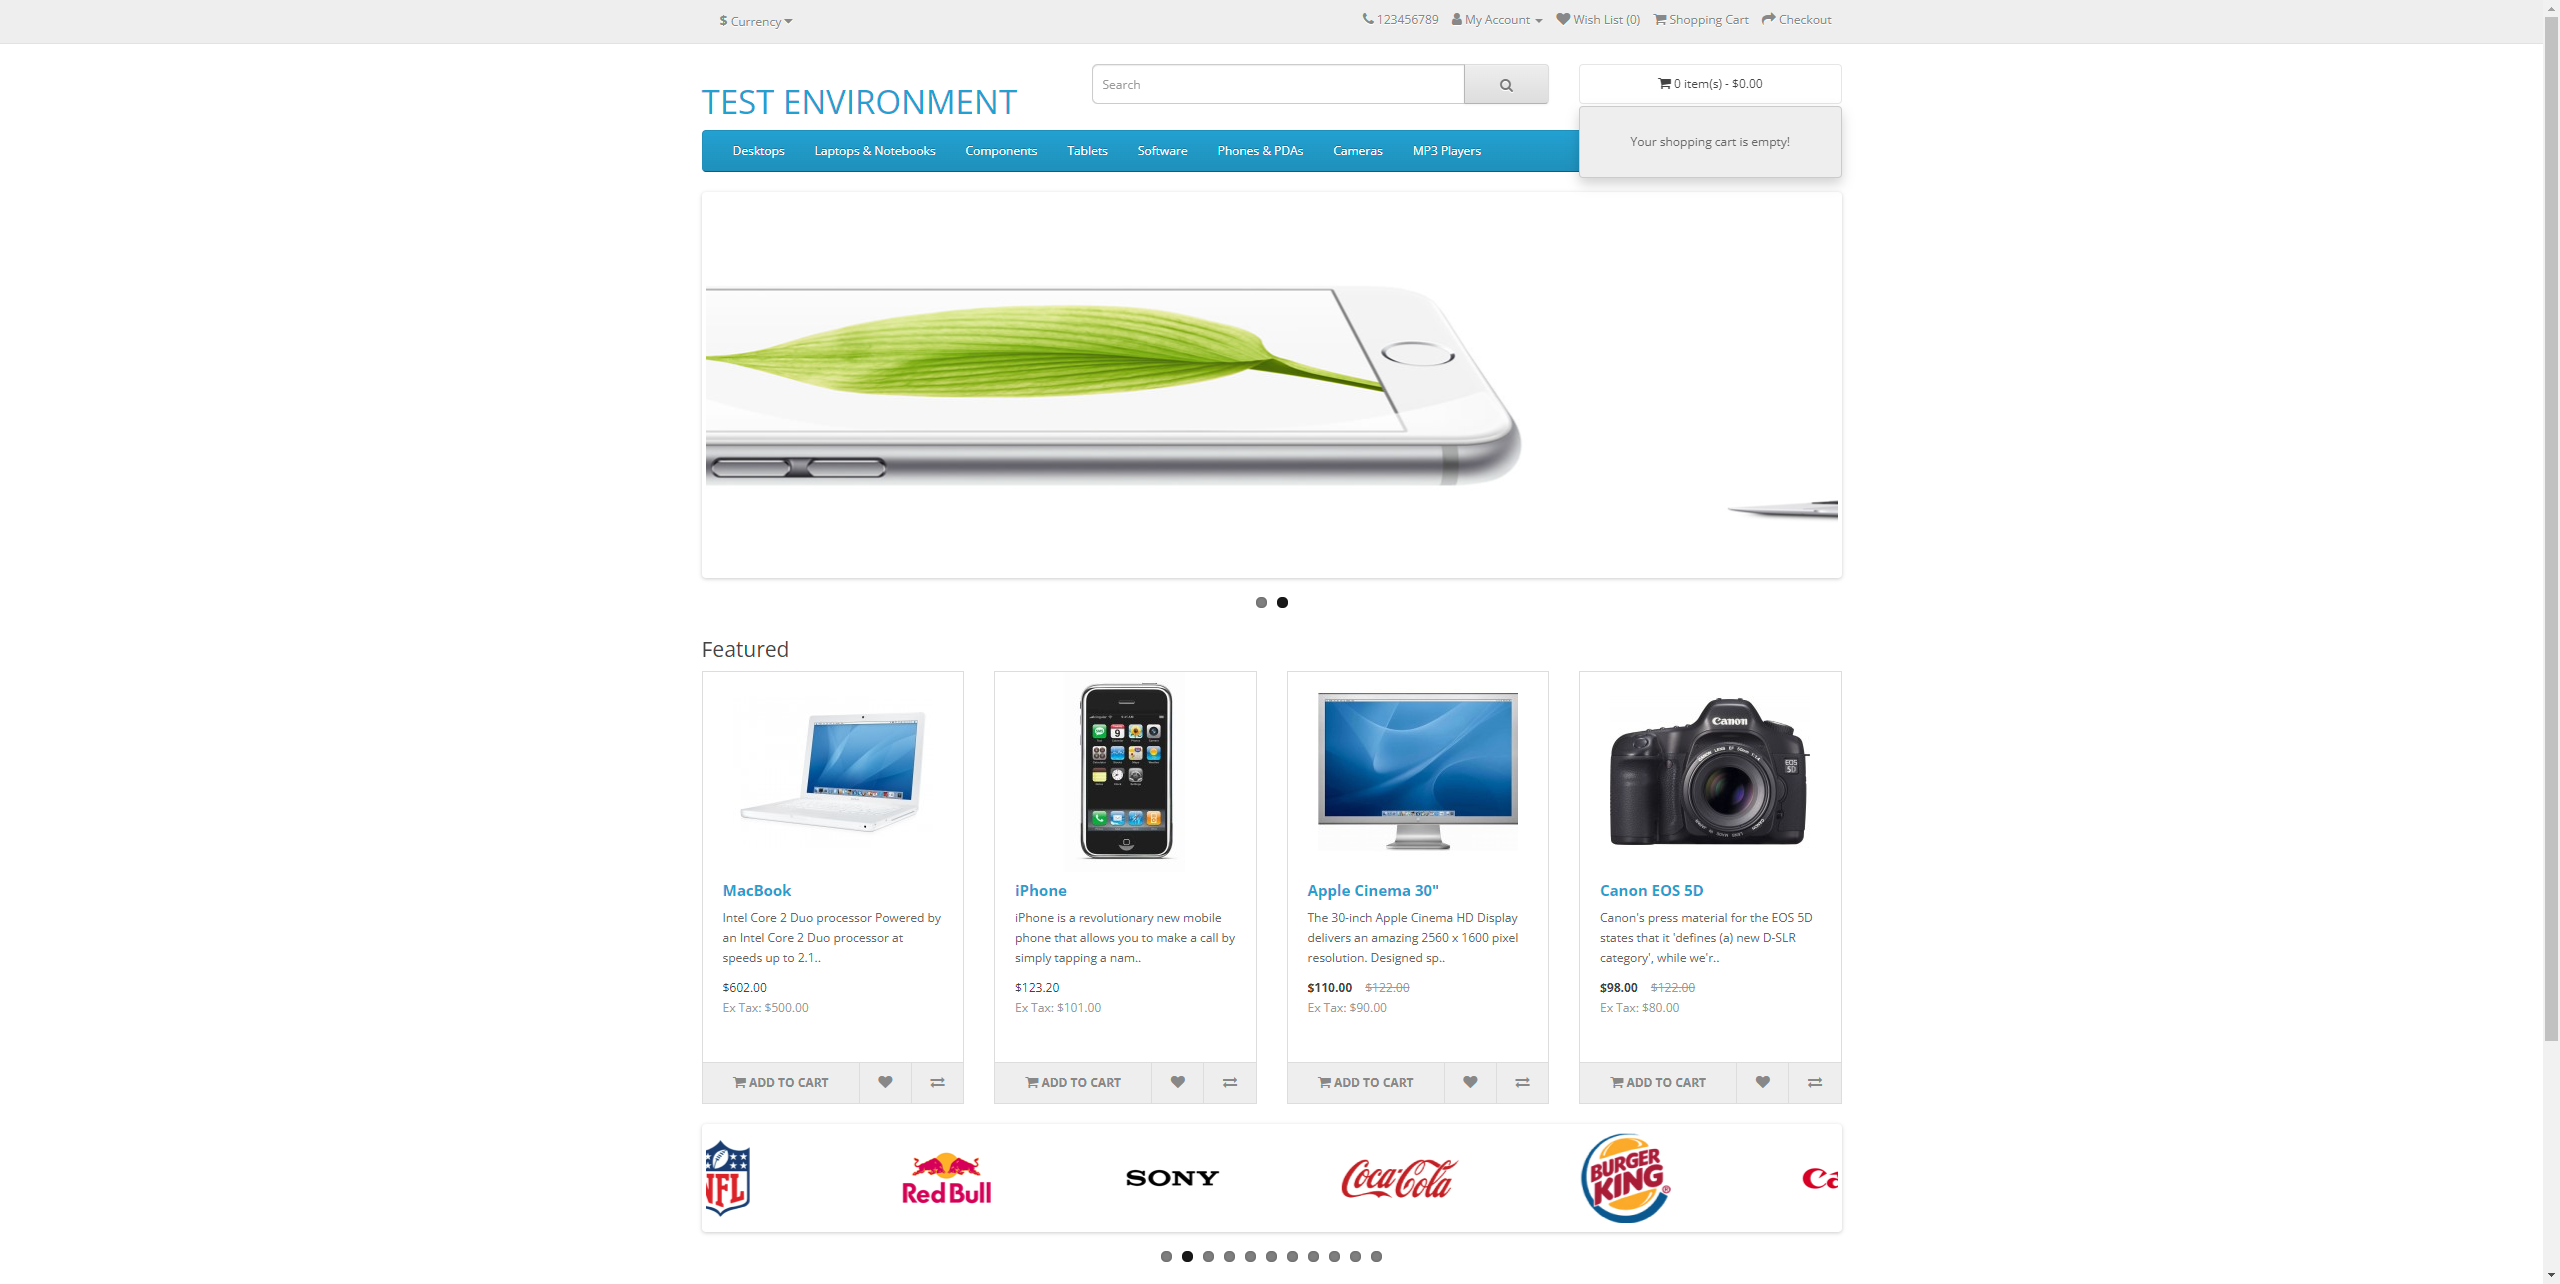 $ Currency
123456789 My Account Wish List (0) Shopping Cart Checkout
TEST ENVIRONMENT
Search
0 item(s) - $0.00
Your shopping cart is empty!
Desktops Laptops & Notebooks Components Tablets Software Phones & PDAs Cameras MP3 Players
Featured
Canon
EOS
5D
MacBook
Intel Core 2 Duo processor Powered by
an Intel Core 2 Duo processor at
speeds up to 2.1..
$602.00
Ex Tax: $500.00
ADD TO CART
iPhone
iPhone is a revolutionary new mobile
phone that allows you to make a call by
simply tapping a nam..
$123.20
Ex Tax: $101.00
ADD TO CART
Apple Cinema 30"
The 30-inch Apple Cinema HD Display
delivers an amazing 2560 x 1600 pixel
resolution. Designed sp..
$110.00 $122.00
Ex Tax: $90.00
ADD TO CART
Canon EOS 5D
Canon's press material for the EOS 5D
states that it 'defines (a) new D-SLR
category', while we'r..
$98.00 $122.00
Ex Tax: $80.00
ADD TO CART
NFL
Red Bull
SONY
Coca-Cola
BURGER
KING
Ca